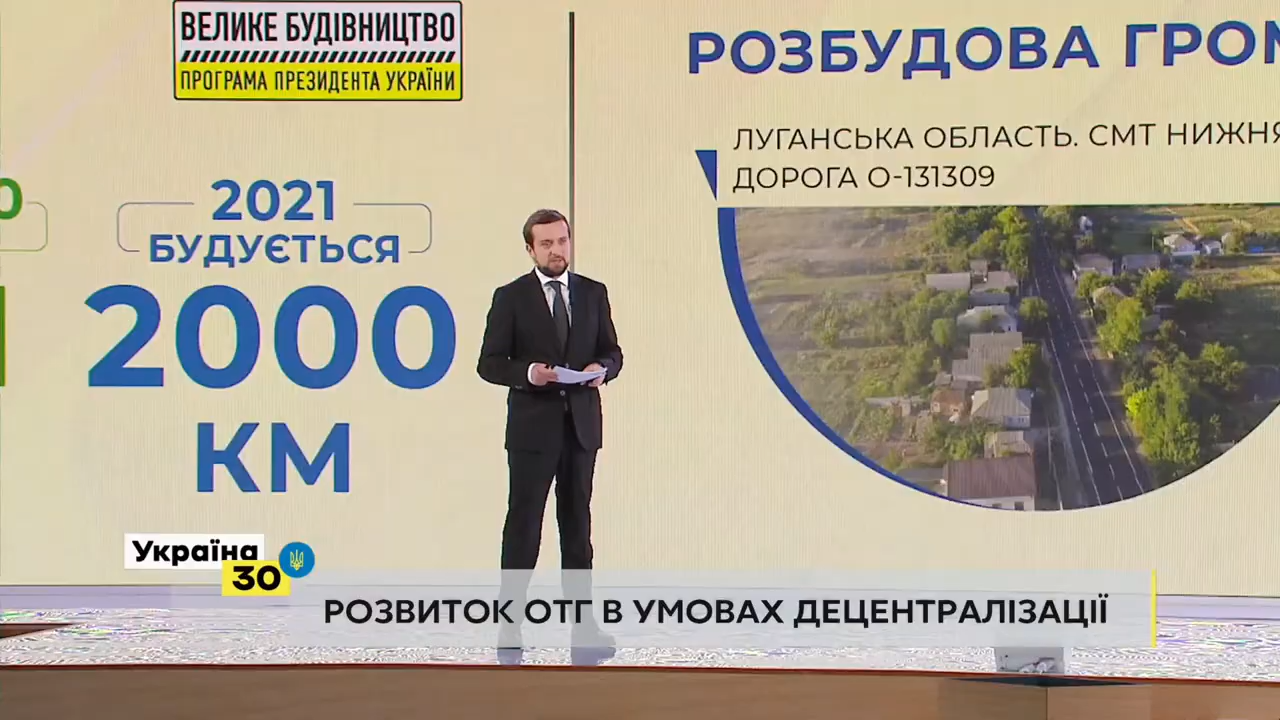 ВЕЛИКЕ БУДІВНИЦТВО
ПРОГРАМА ПРЕЗИДЕНТА УКРАЇНИ
2021
БУДУЄТЬСЯ
2000
КМ
РОЗБУДОВА ГРОМ
ЛУГАНСЬКА ОБЛАСТЬ. СМТ НИЖНЯ
ДОРОГА О-131309
Україна
30
РОЗВИТОК ОТГ В УМОВАХ ДЕЦЕНТРАЛІЗАЦІЇ